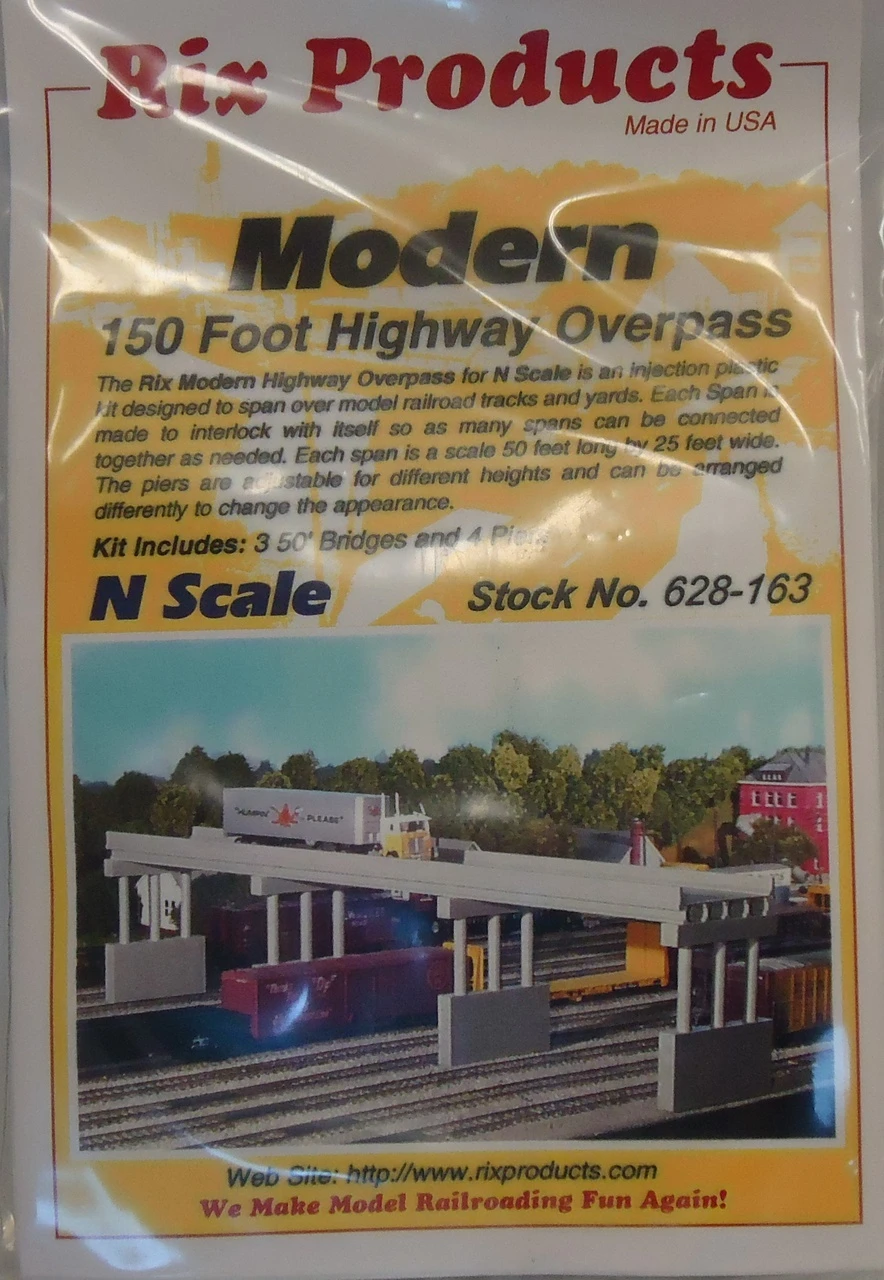 Rix Products
Made in USA
Modern
150 Foot Highway Overpass
The Rix Modern Highway Overpass for N Scale is an injection plastic
kit designed to span over model railroad tracks and yards. Each Span is
made to interlock with itself so as many spans can be connected
together as needed. Each span is a scale 50 feet long by 25 feet wide.
The piers are adjustable for different heights and can be arranged
differently to change the appearance.
Kit Includes: 3 50' Bridges and 4 Piers
N Scale
Stock No. 628-163
"HUMPIN' PLEASE"
Web Site: http://www.rixproducts.com
We Make Model Railroading Fun Again!